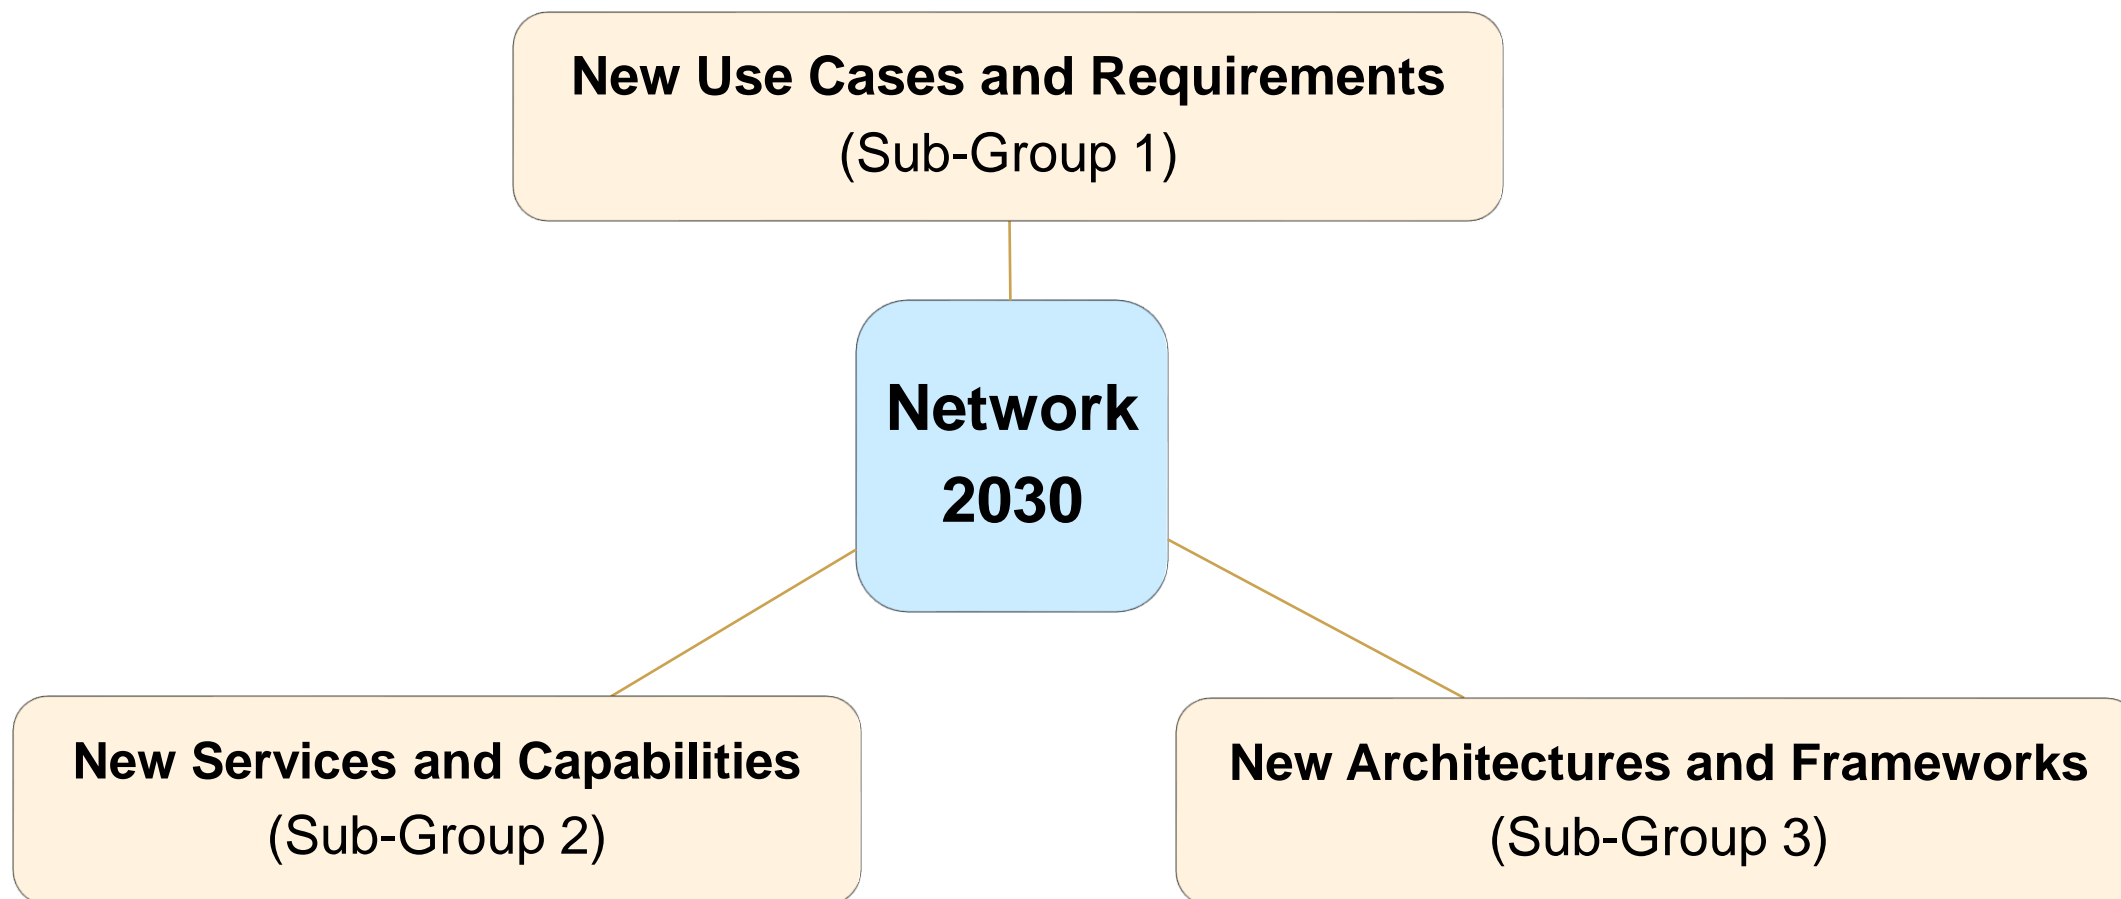 New Use Cases and Requirements
(Sub-Group 1)
Network
2030
New Services and Capabilities
(Sub-Group 2)
New Architectures and Frameworks
(Sub-Group 3)